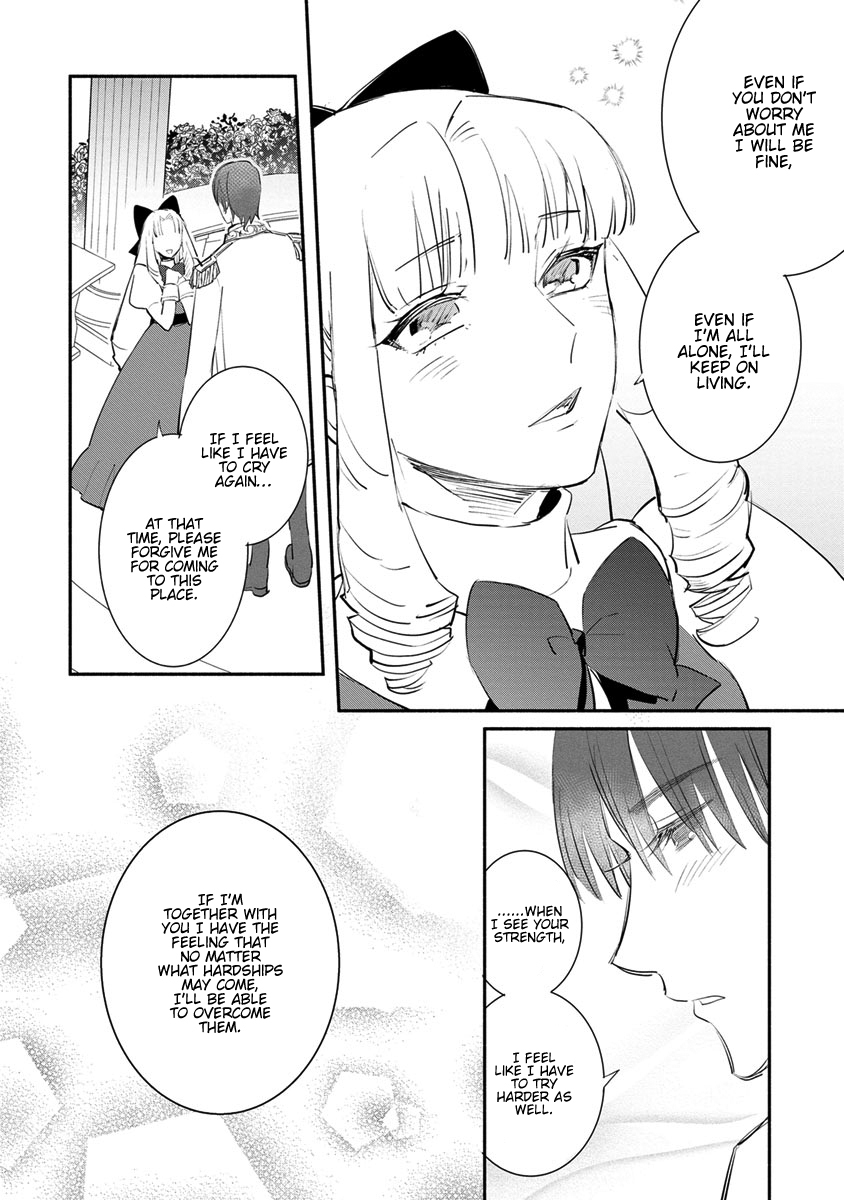 EVEN IF
YOU DON'T
WORRY
ABOUT ME
I WILL BE
FINE,
EVEN IF
I'M ALL
ALONE, I'LL
KEEP ON
LIVING.
IF I FEEL
LIKE I HAVE
TO CRY
AGAIN...
AT THAT
TIME, PLEASE
FORGIVE ME
FOR COMING
TO THIS
PLACE.
......WHEN
I SEE YOUR
STRENGTH,
I FEEL
LIKE I HAVE
TO TRY
HARDER AS
WELL.
IF I'M
TOGETHER WITH
YOU I HAVE THE
FEELING THAT
NO MATTER
WHAT HARDSHIPS
MAY COME,
I'LL BE ABLE
TO OVERCOME
THEM.